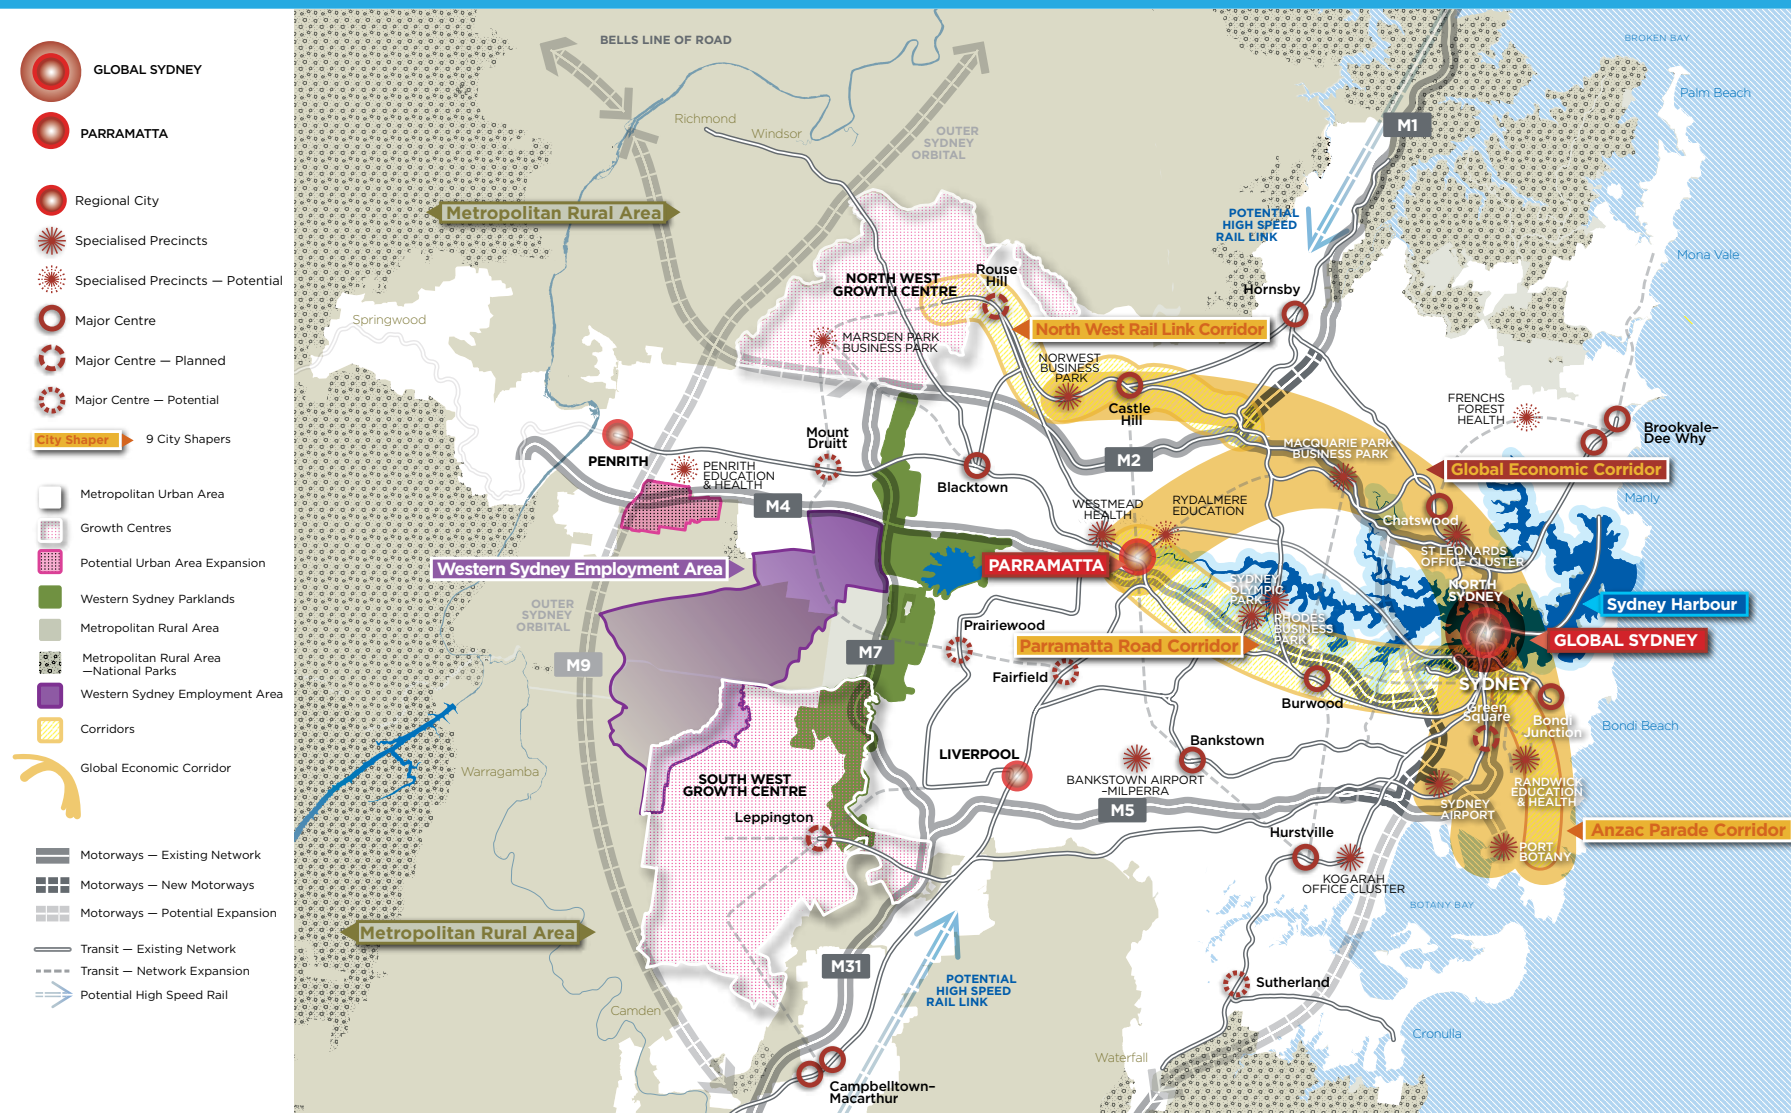 GLOBAL SYDNEY
PARRAMATTA
Regional City
Specialised Precincts
Specialised Precincts — Potential
Major Centre
Major Centre — Planned
Major Centre — Potential
City Shaper
9 City Shapers
Metropolitan Urban Area
Growth Centres
Potential Urban Area Expansion
Western Sydney Parklands
Metropolitan Rural Area
Metropolitan Rural Area
—National Parks
Western Sydney Employment Area
Corridors
Global Economic Corridor
Motorways — Existing Network
Motorways — New Motorways
Motorways — Potential Expansion
Transit — Existing Network
Transit — Network Expansion
Potential High Speed Rail
BELLS LINE OF ROAD
BROKEN BAY
Palm Beach
Richmond
Windsor
OUTER
SYDNEY
ORBITAL
M1
Metropolitan Rural Area
POTENTIAL
HIGH SPEED
RAIL LINK
Mona Vale
NORTH WEST
GROWTH CENTRE
Rouse
Hill
Hornsby
Springwood
North West Rail Link Corridor
MARSDEN PARK
BUSINESS PARK
NORWEST
BUSINESS
PARK
Castle
Hill
FRENCHS
FOREST
HEALTH
Brookvale–
Dee Why
Mount
Druitt
PENRITH
MACQUARIE PARK
BUSINESS PARK
M2
Global Economic Corridor
PENRITH
EDUCATION
& HEALTH
Blacktown
Manly
M4
WESTMEAD
HEALTH
RYDALMERE
EDUCATION
Chatswood
ST LEONARDS
OFFICE CLUSTER
Western Sydney Employment Area
PARRAMATTA
SYDNEY
OLYMPIC
PARK
NORTH
SYDNEY
Sydney Harbour
OUTER
SYDNEY
ORBITAL
Prairiewood
RHODES
BUSINESS
PARK
GLOBAL SYDNEY
M9
M7
Parramatta Road Corridor
Fairfield
SYDNEY
Burwood
Green
Square
Bondi
Junction
Bondi Beach
Bankstown
LIVERPOOL
Warragamba
SOUTH WEST
GROWTH CENTRE
BANKSTOWN AIRPORT
–MILPERRA
RANDWICK
EDUCATION
& HEALTH
M5
SYDNEY
AIRPORT
Leppington
Hurstville
Anzac Parade Corridor
PORT
BOTANY
KOGARAH
OFFICE CLUSTER
BOTANY BAY
Metropolitan Rural Area
M31
POTENTIAL
HIGH SPEED
RAIL LINK
Sutherland
Camden
Cronulla
Waterfall
Campbelltown–
Macarthur